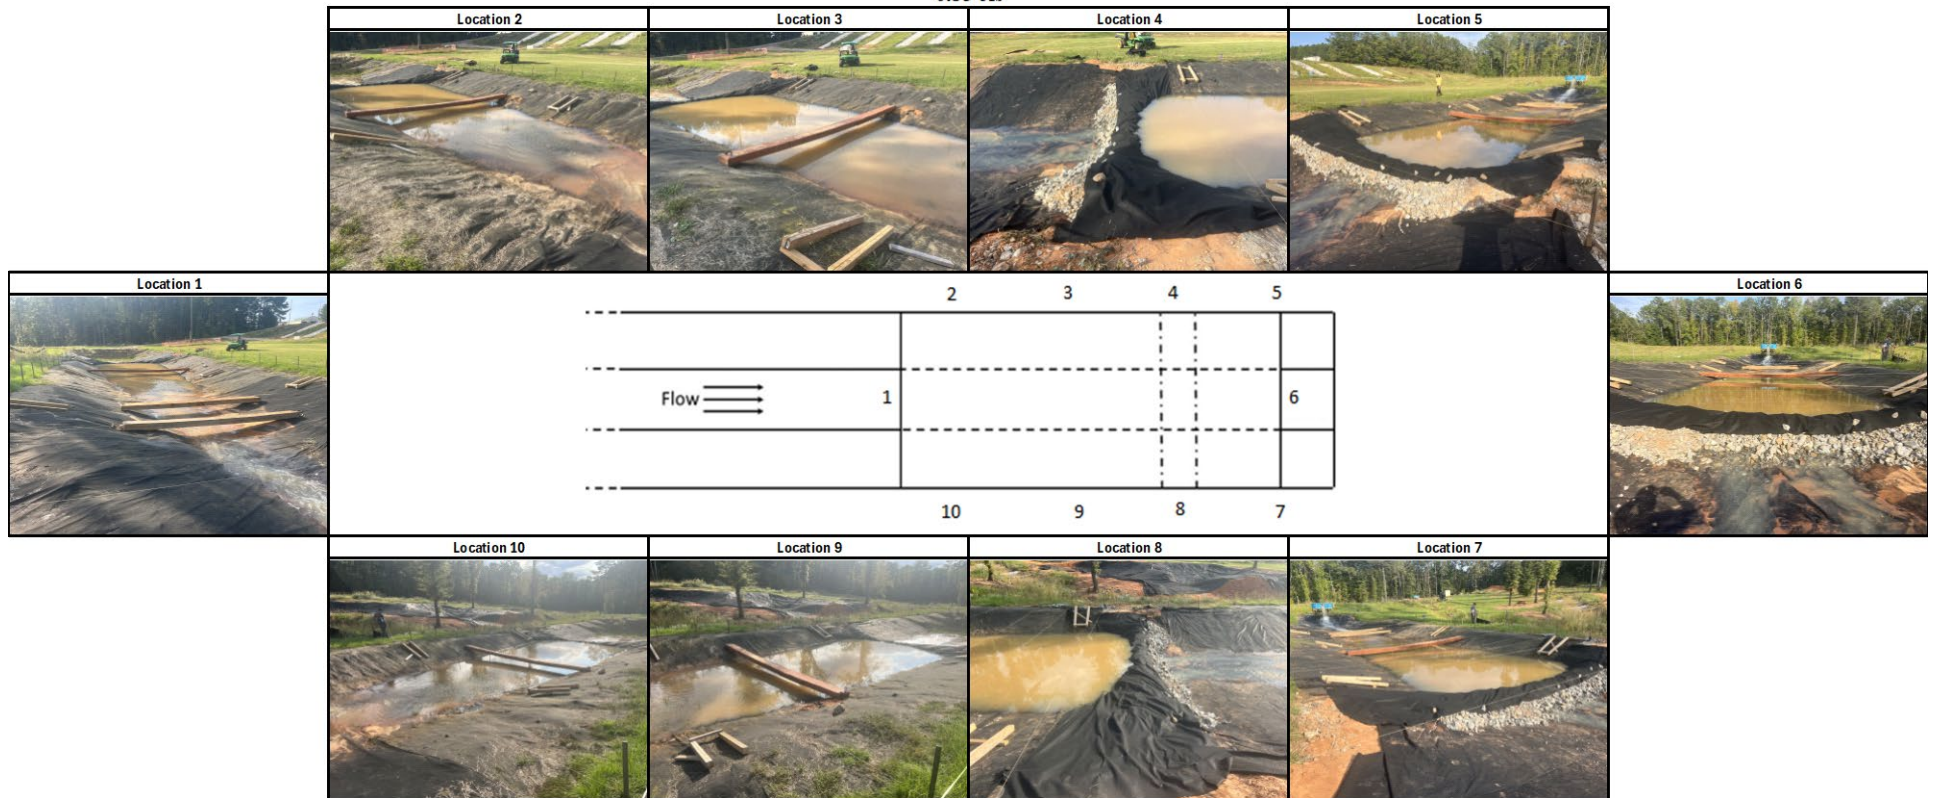 Location 2
Location 3
Location 4
Location 5
Location 1
Location 6
2
3
4
5
Flow
1
6
10
9
8
7
Location 10
Location 9
Location 8
Location 7